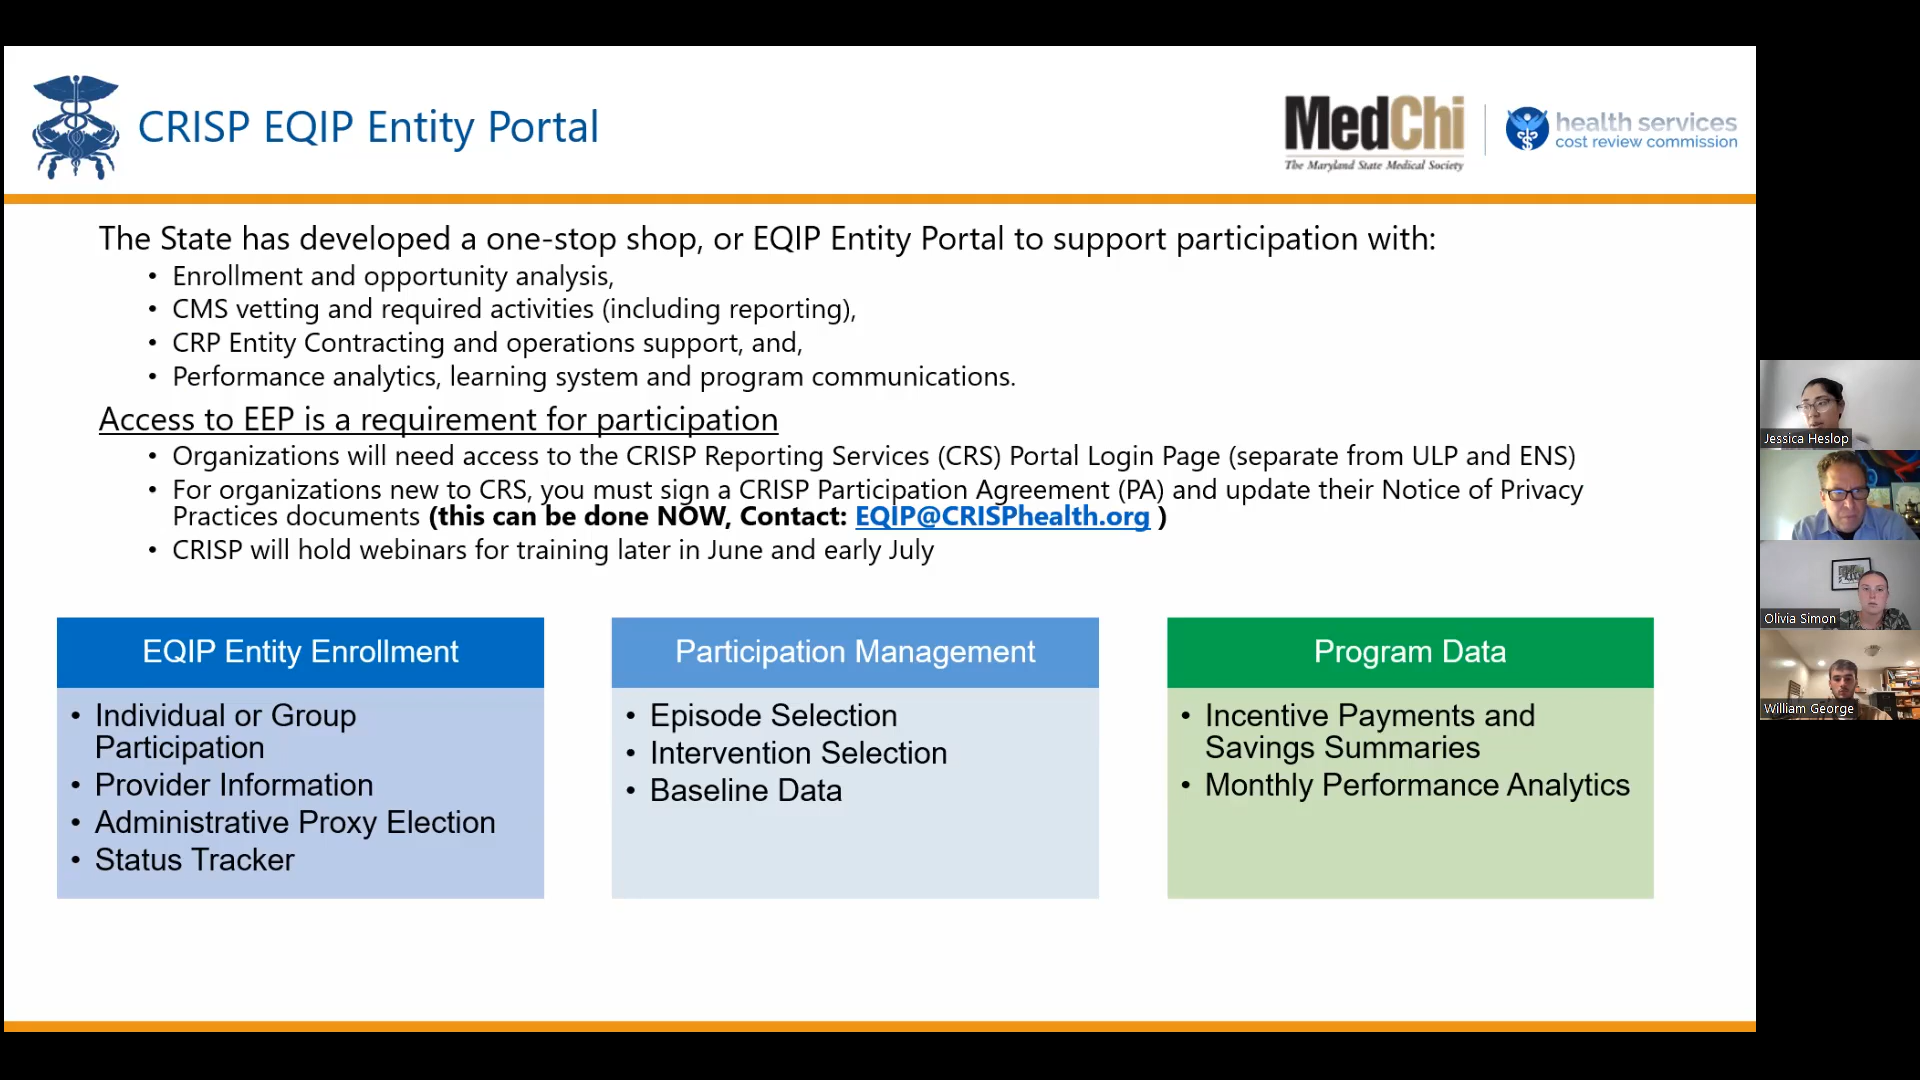 CRISP EQIP Entity Portal
MedChi
The Maryland State Medical Society
health services
cost review commission
The State has developed a one-stop shop, or EQIP Entity Portal to support participation with:
• Enrollment and opportunity analysis,
• CMS vetting and required activities (including reporting),
• CRP Entity Contracting and operations support, and,
• Performance analytics, learning system and program communications.
Access to EEP is a requirement for participation
• Organizations will need access to the CRISP Reporting Services (CRS) Portal Login Page (separate from ULP and ENS)
• For organizations new to CRS, you must sign a CRISP Participation Agreement (PA) and update their Notice of Privacy
Practices documents (this can be done NOW, Contact: EQIP@CRISPhealth.org )
• CRISP will hold webinars for training later in June and early July
EQIP Entity Enrollment
• Individual or Group
Participation
• Provider Information
• Administrative Proxy Election
• Status Tracker
Participation Management
• Episode Selection
• Intervention Selection
• Baseline Data
Program Data
• Incentive Payments and
Savings Summaries
• Monthly Performance Analytics
Jessica Heslop
Olivia Simon
William George